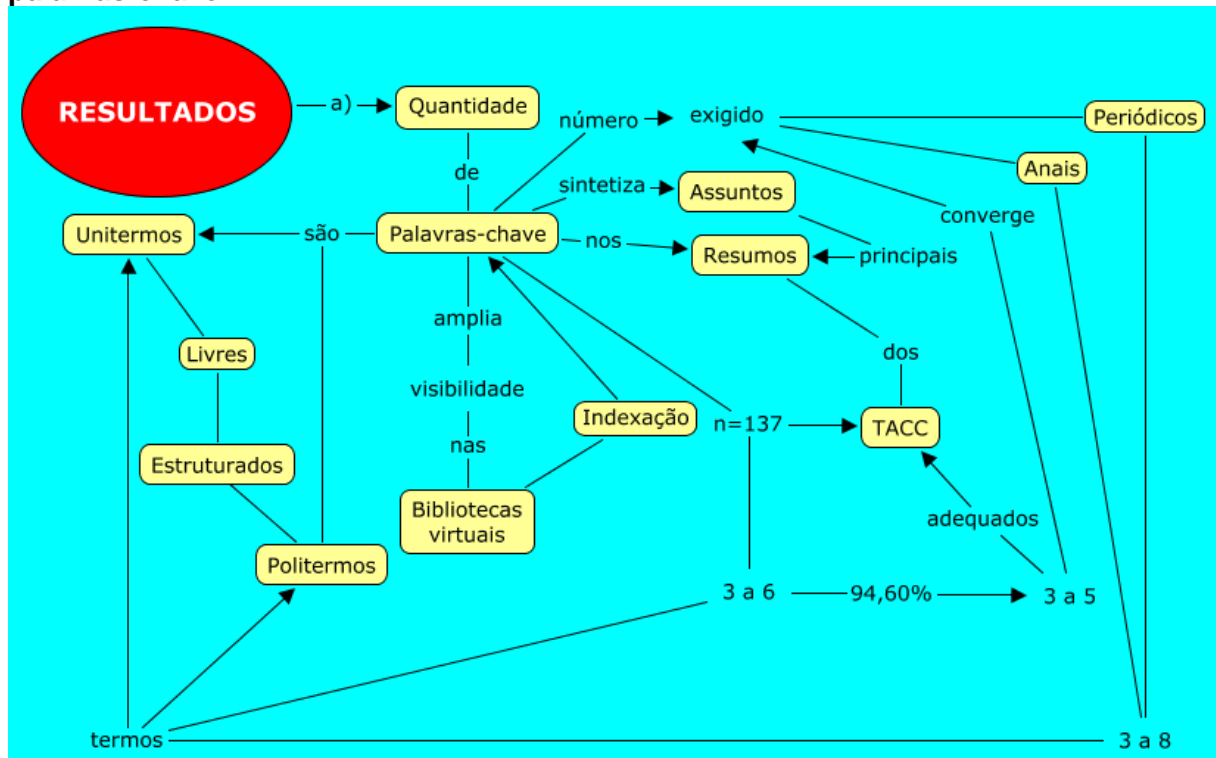 RESULTADOS
a)
Quantidade
número
exigido
Periódicos
de
Anais
sintetiza
Assuntos
converge
Unitermos
são
Palavras-chave
nos
Resumos
principais
amplia
Livres
dos
visibilidade
Indexação
n=137
TACC
nas
Estruturados
Bibliotecas
virtuais
adequados
Politermos
3 a 6
94,60%
3 a 5
termos
3 a 8